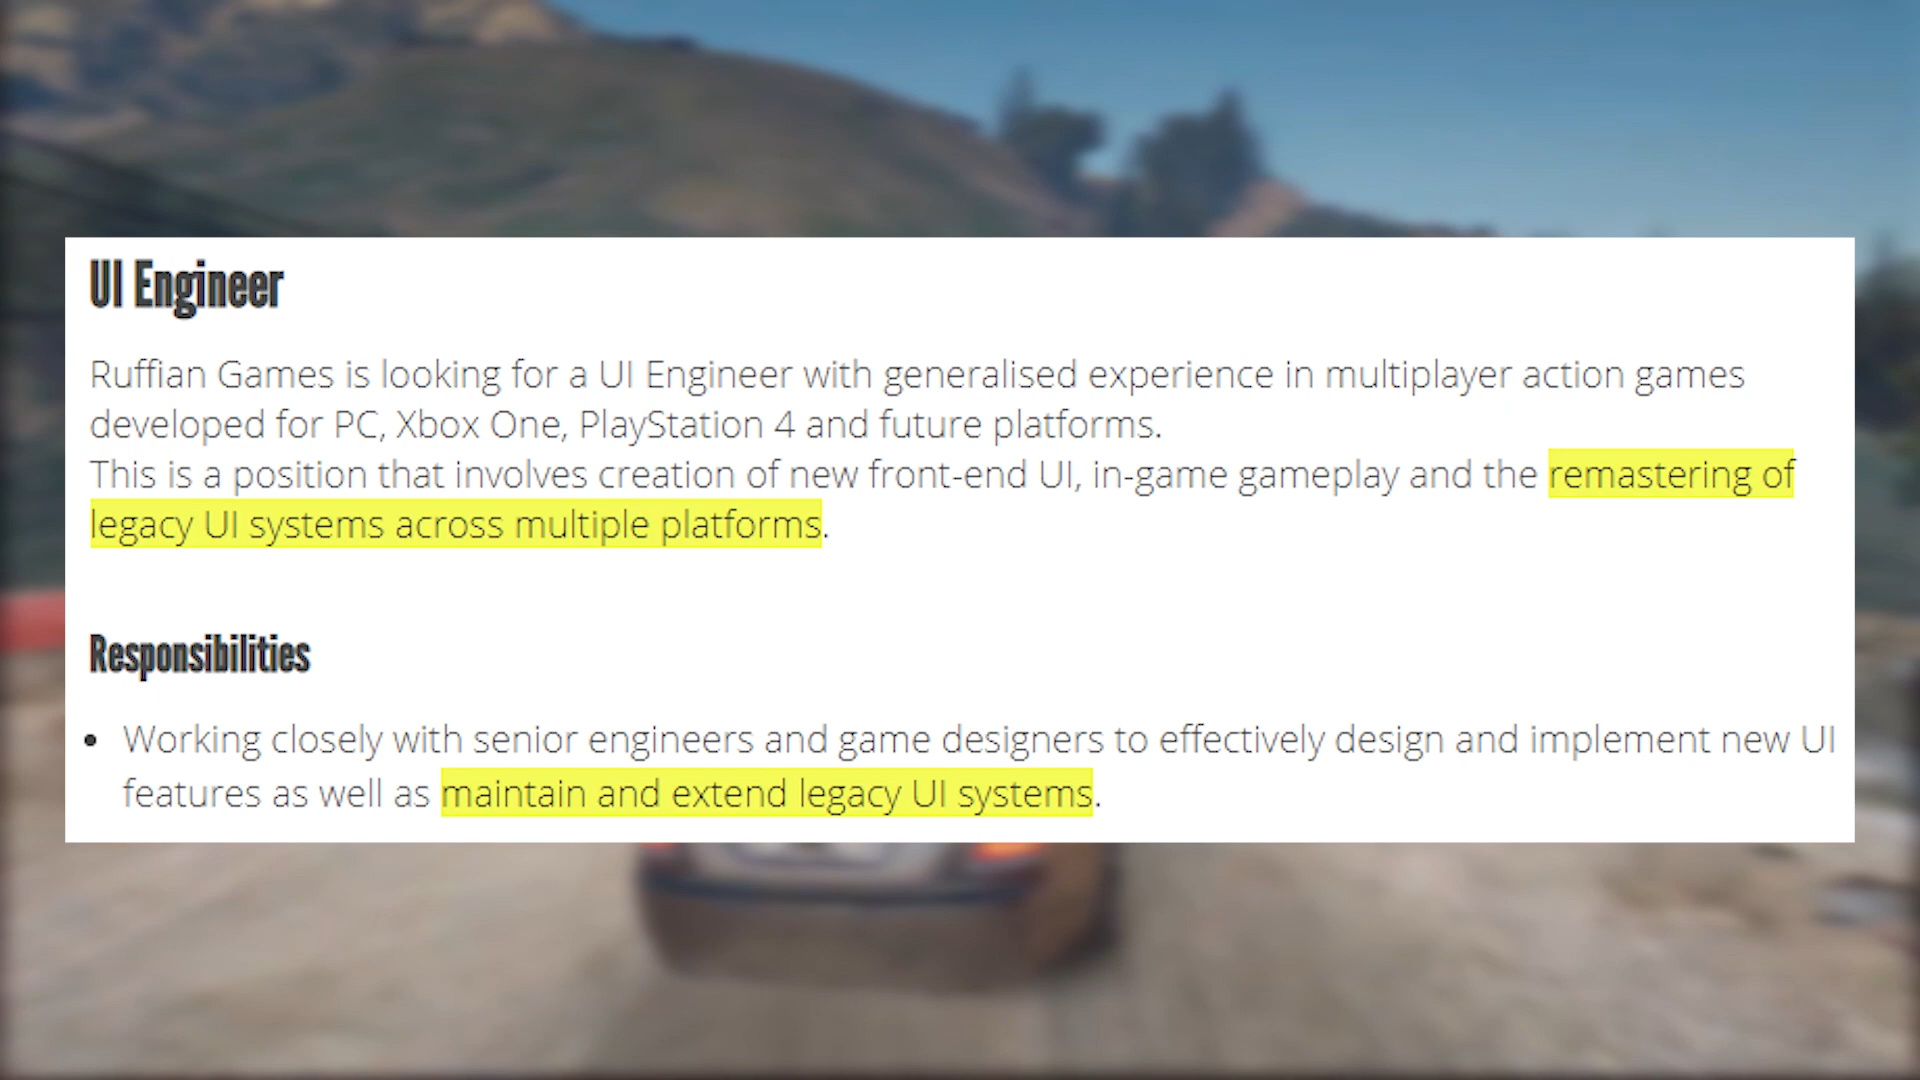 UI Engineer
Ruffian Games is looking for a UI Engineer with generalised experience in multiplayer action games
developed for PC, Xbox One, PlayStation 4 and future platforms.
This is a position that involves creation of new front-end UI, in-game gameplay and the remastering of
legacy UI systems across multiple platforms.
Responsibilities
• Working closely with senior engineers and game designers to effectively design and implement new UI
features as well as maintain and extend legacy UI systems.